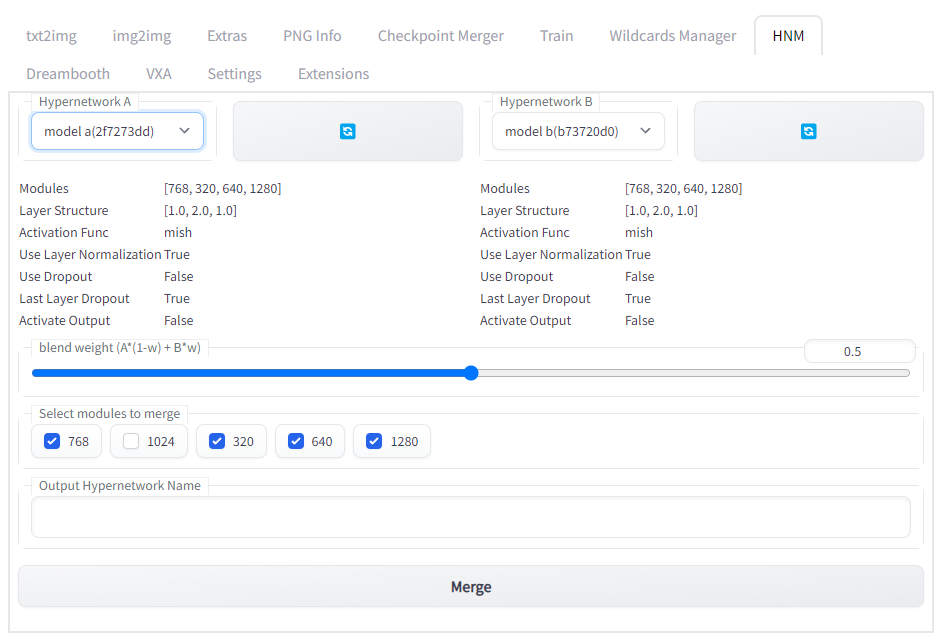 txt2img img2img Extras PNG Info Checkpoint Merger Train Wildcards Manager HNM
Dreambooth VXA Settings Extensions
Hypernetwork A Hypernetwork B
model a(2f7273dd) model b(b73720d0)
Modules [768, 320, 640, 1280] Modules [768, 320, 640, 1280]
Layer Structure [1.0, 2.0, 1.0] Layer Structure [1.0, 2.0, 1.0]
Activation Func mish Activation Func mish
Use Layer Normalization True Use Layer Normalization True
Use Dropout False Use Dropout False
Last Layer Dropout True Last Layer Dropout True
Activate Output False Activate Output False
blend weight (A*(1-w) + B*w) 0.5
Select modules to merge
768 1024 320 640 1280
Output Hypernetwork Name
Merge